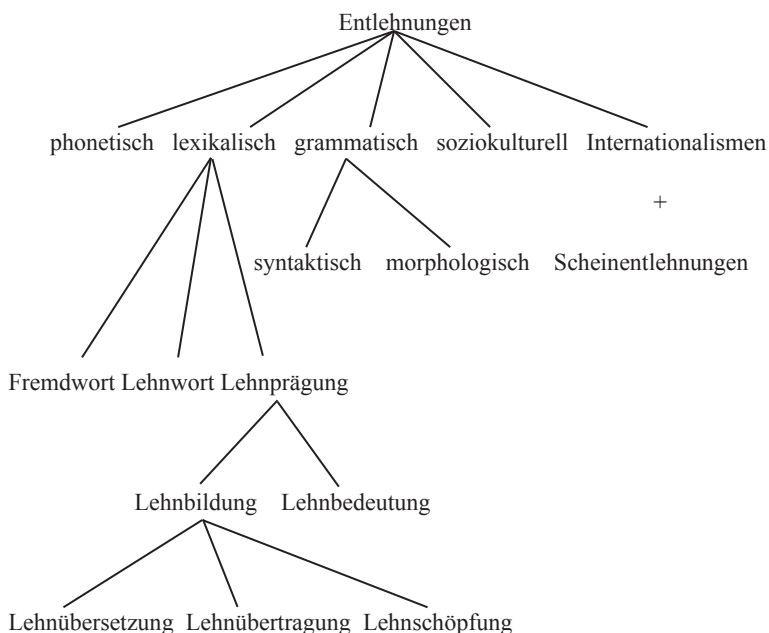 Entlehnungen
phonetisch lexikalisch grammatisch soziokulturell Internationalismen
+
syntaktisch morphologisch Scheinentlehnungen
Fremdwort Lehnwort Lehnprägung
Lehnbildung Lehnbedeutung
Lehnübersetzung Lehnübertragung Lehnschöpfung